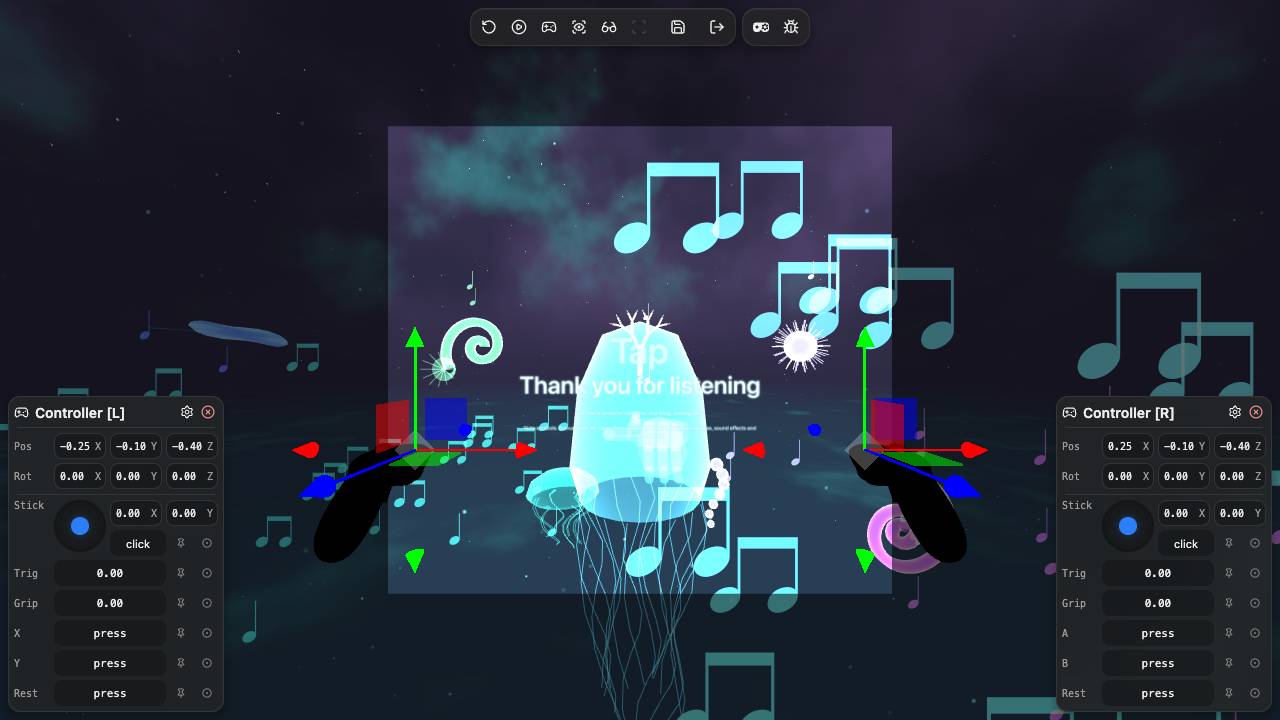 Tap
Thank you for listening
Controller [L]
Pos -0.25 X -0.10 Y -0.40 Z
Rot 0.00 X 0.00 Y 0.00 Z
Stick 0.00 X 0.00 Y
click
Trig 0.00
Grip 0.00
X press
Y press
Rest press
Controller [R]
Pos 0.25 X -0.10 Y -0.40 Z
Rot 0.00 X 0.00 Y 0.00 Z
Stick 0.00 X 0.00 Y
click
Trig 0.00
Grip 0.00
A press
B press
Rest press